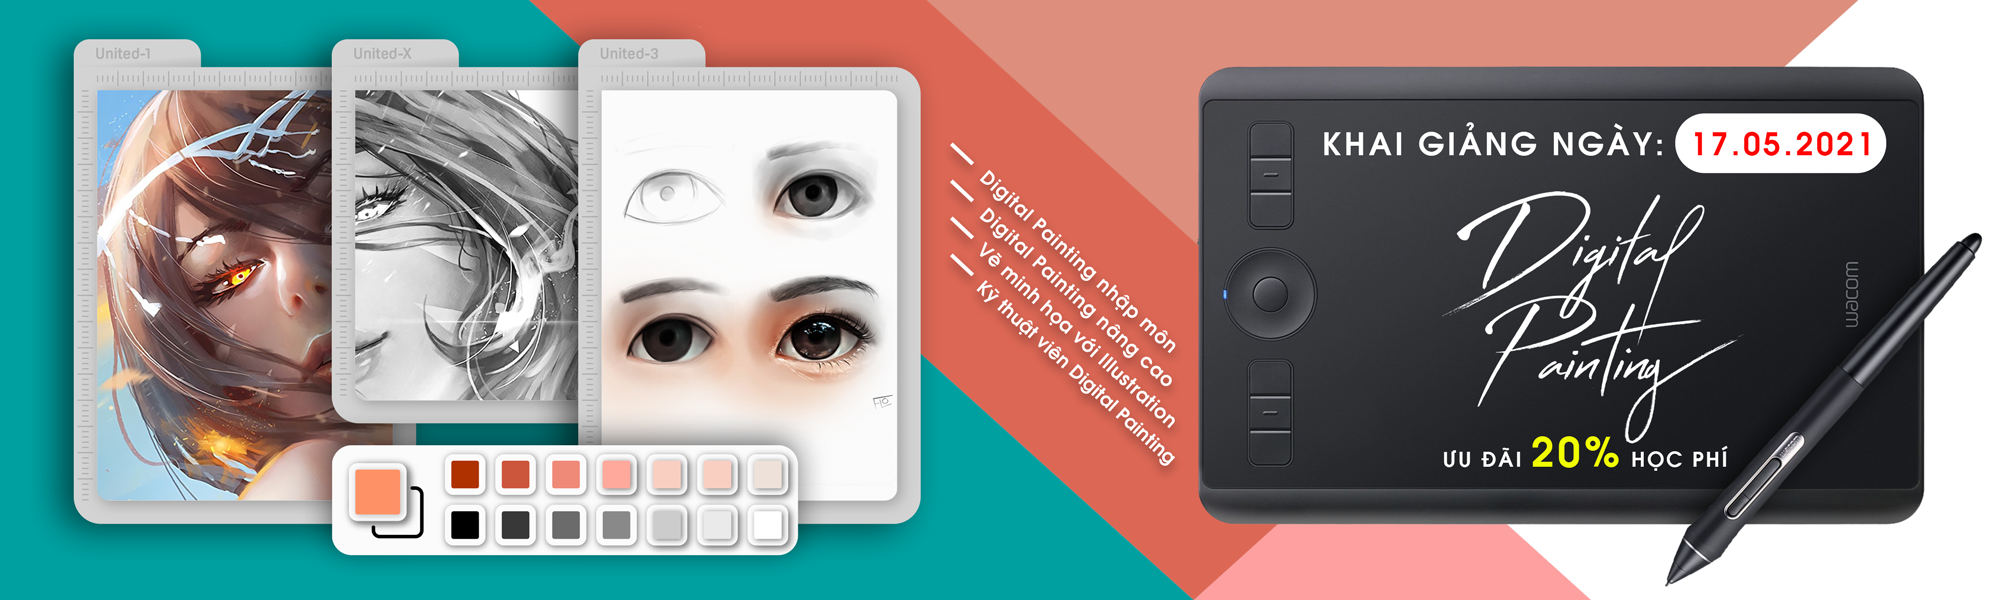 United-1
United-X
United-3
Digital Painting nhập môn
Digital Painting nâng cao
Vẽ minh họa với Illustration
Kỹ thuật viên Digital Painting
KHAI GIẢNG NGÀY: 17.05.2021
Digital
Painting
wacom
ƯU ĐÃI 20% HỌC PHÍ